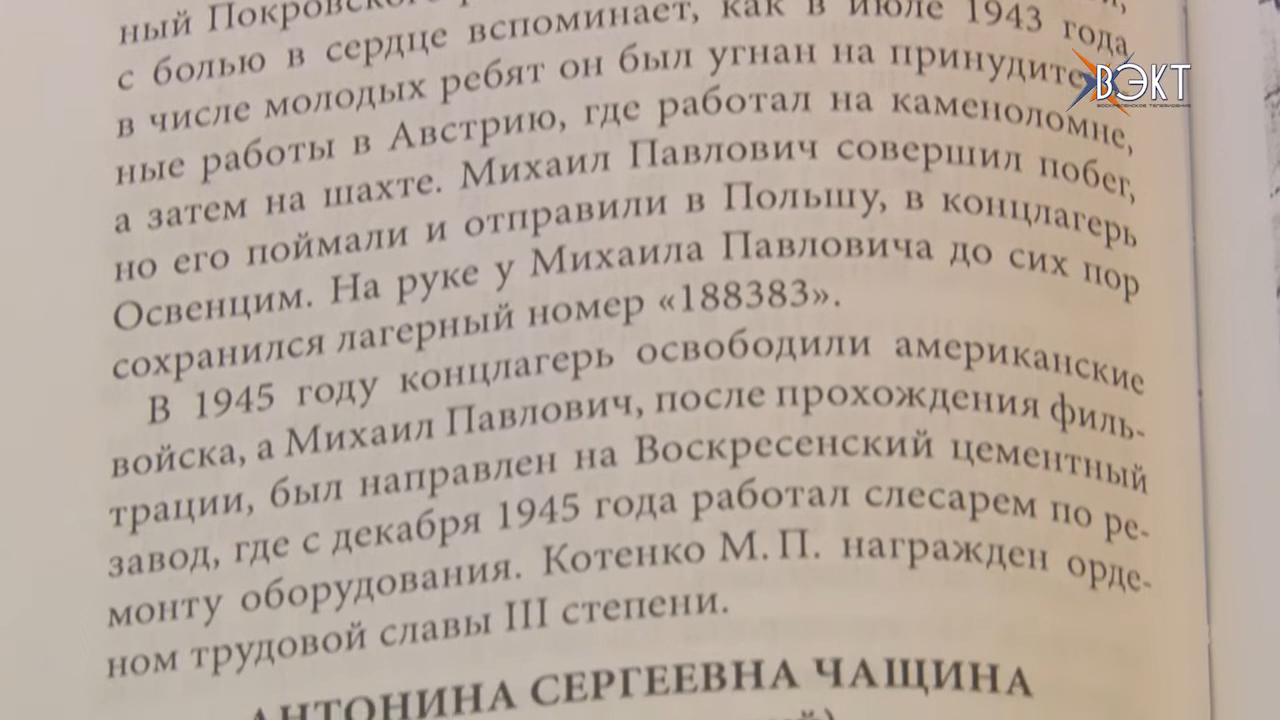 ный Покровского
с болью в сердце вспоминает, как в июле 1943 года
в числе молодых ребят он был угнан на принудитель-
ные работы в Австрию, где работал на каменоломне,
а затем на шахте. Михаил Павлович совершил побег,
но его поймали и отправили в Польшу, в концлагерь
Освенцим. На руке у Михаила Павловича до сих пор
сохранился лагерный номер «188383».
В 1945 году концлагерь освободили американские
войска, а Михаил Павлович, после прохождения филь-
трации, был направлен на Воскресенский цементный
завод, где с декабря 1945 года работал слесарем по ре-
монту оборудования. Котенко М. П. награжден орде-
ном трудовой славы III степени.
АНТОНИНА СЕРГЕЕВНА ЧАЩИНА
ВЭКТ
ВОСКРЕСЕНСКОЕ ТЕЛЕВИДЕНИЕ